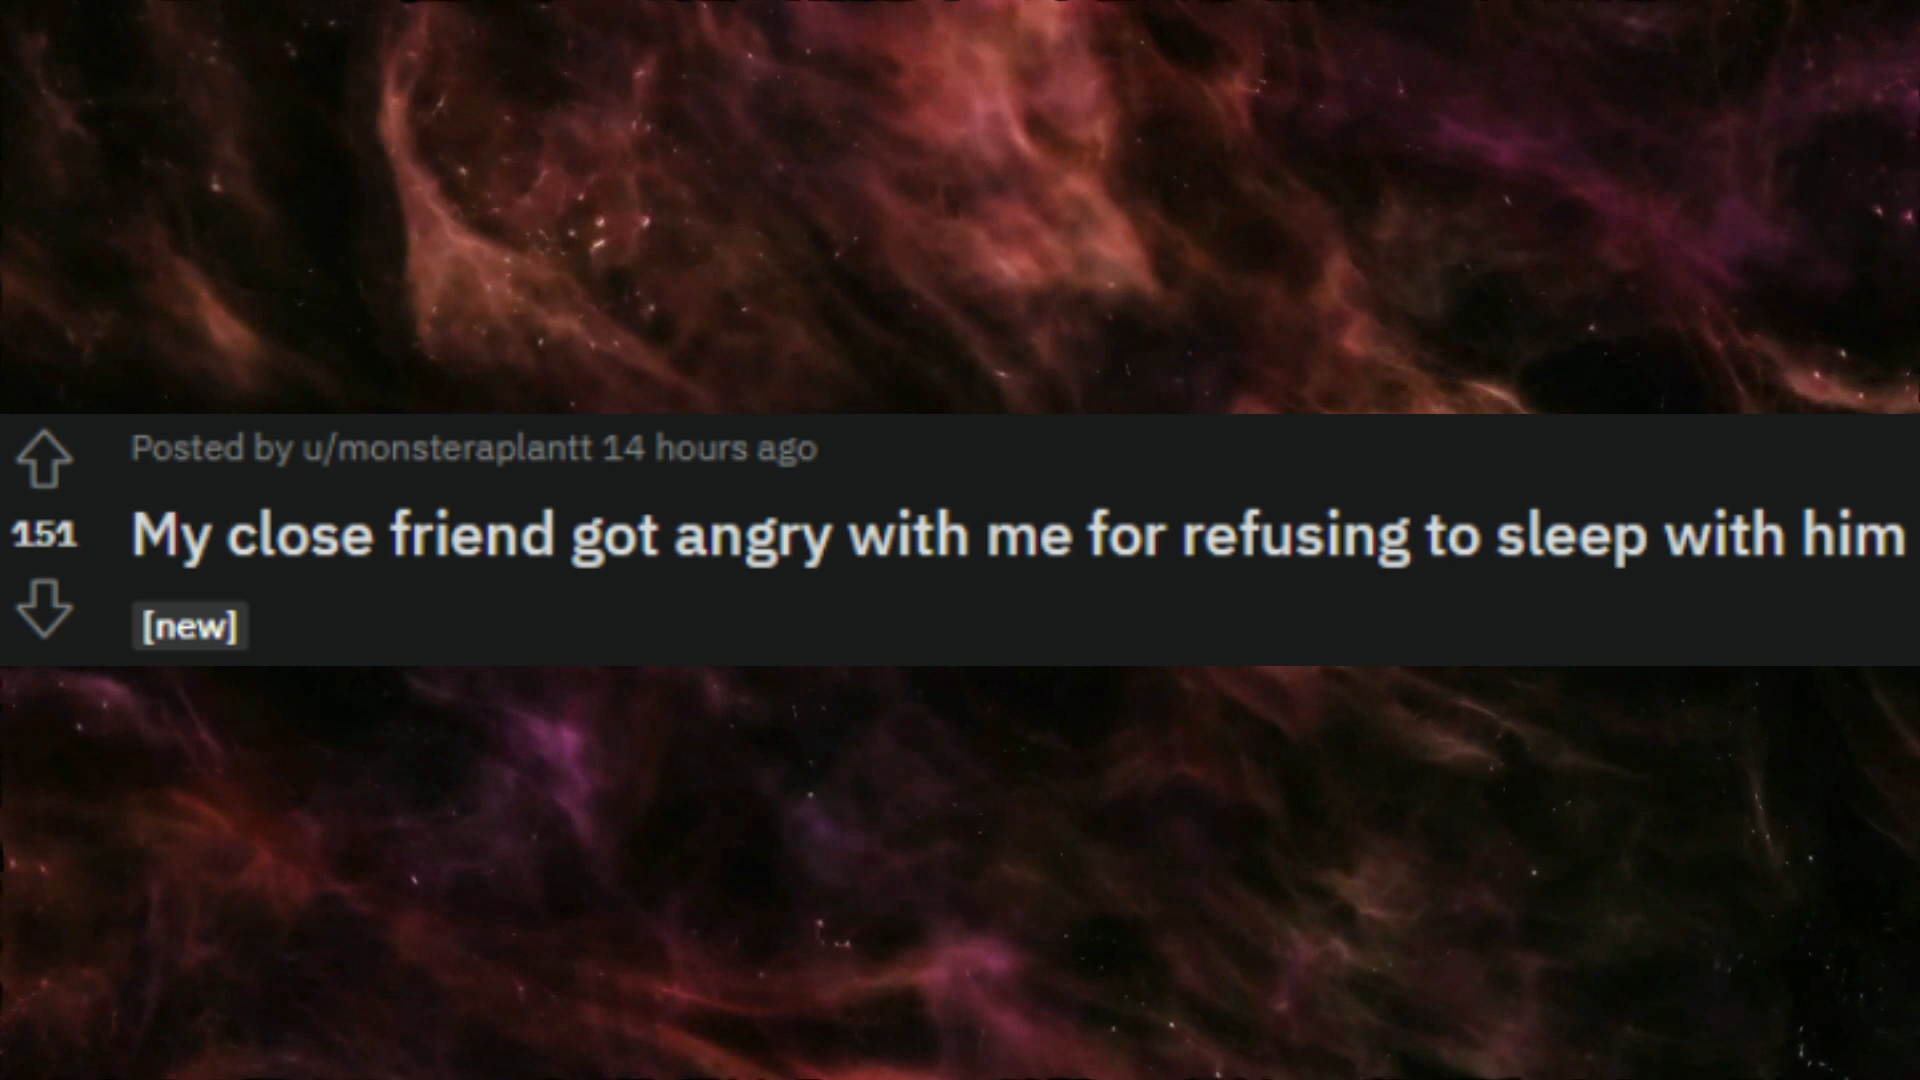 Posted by u/monsteraplantt 14 hours ago
151
My close friend got angry with me for refusing to sleep with him
[new]